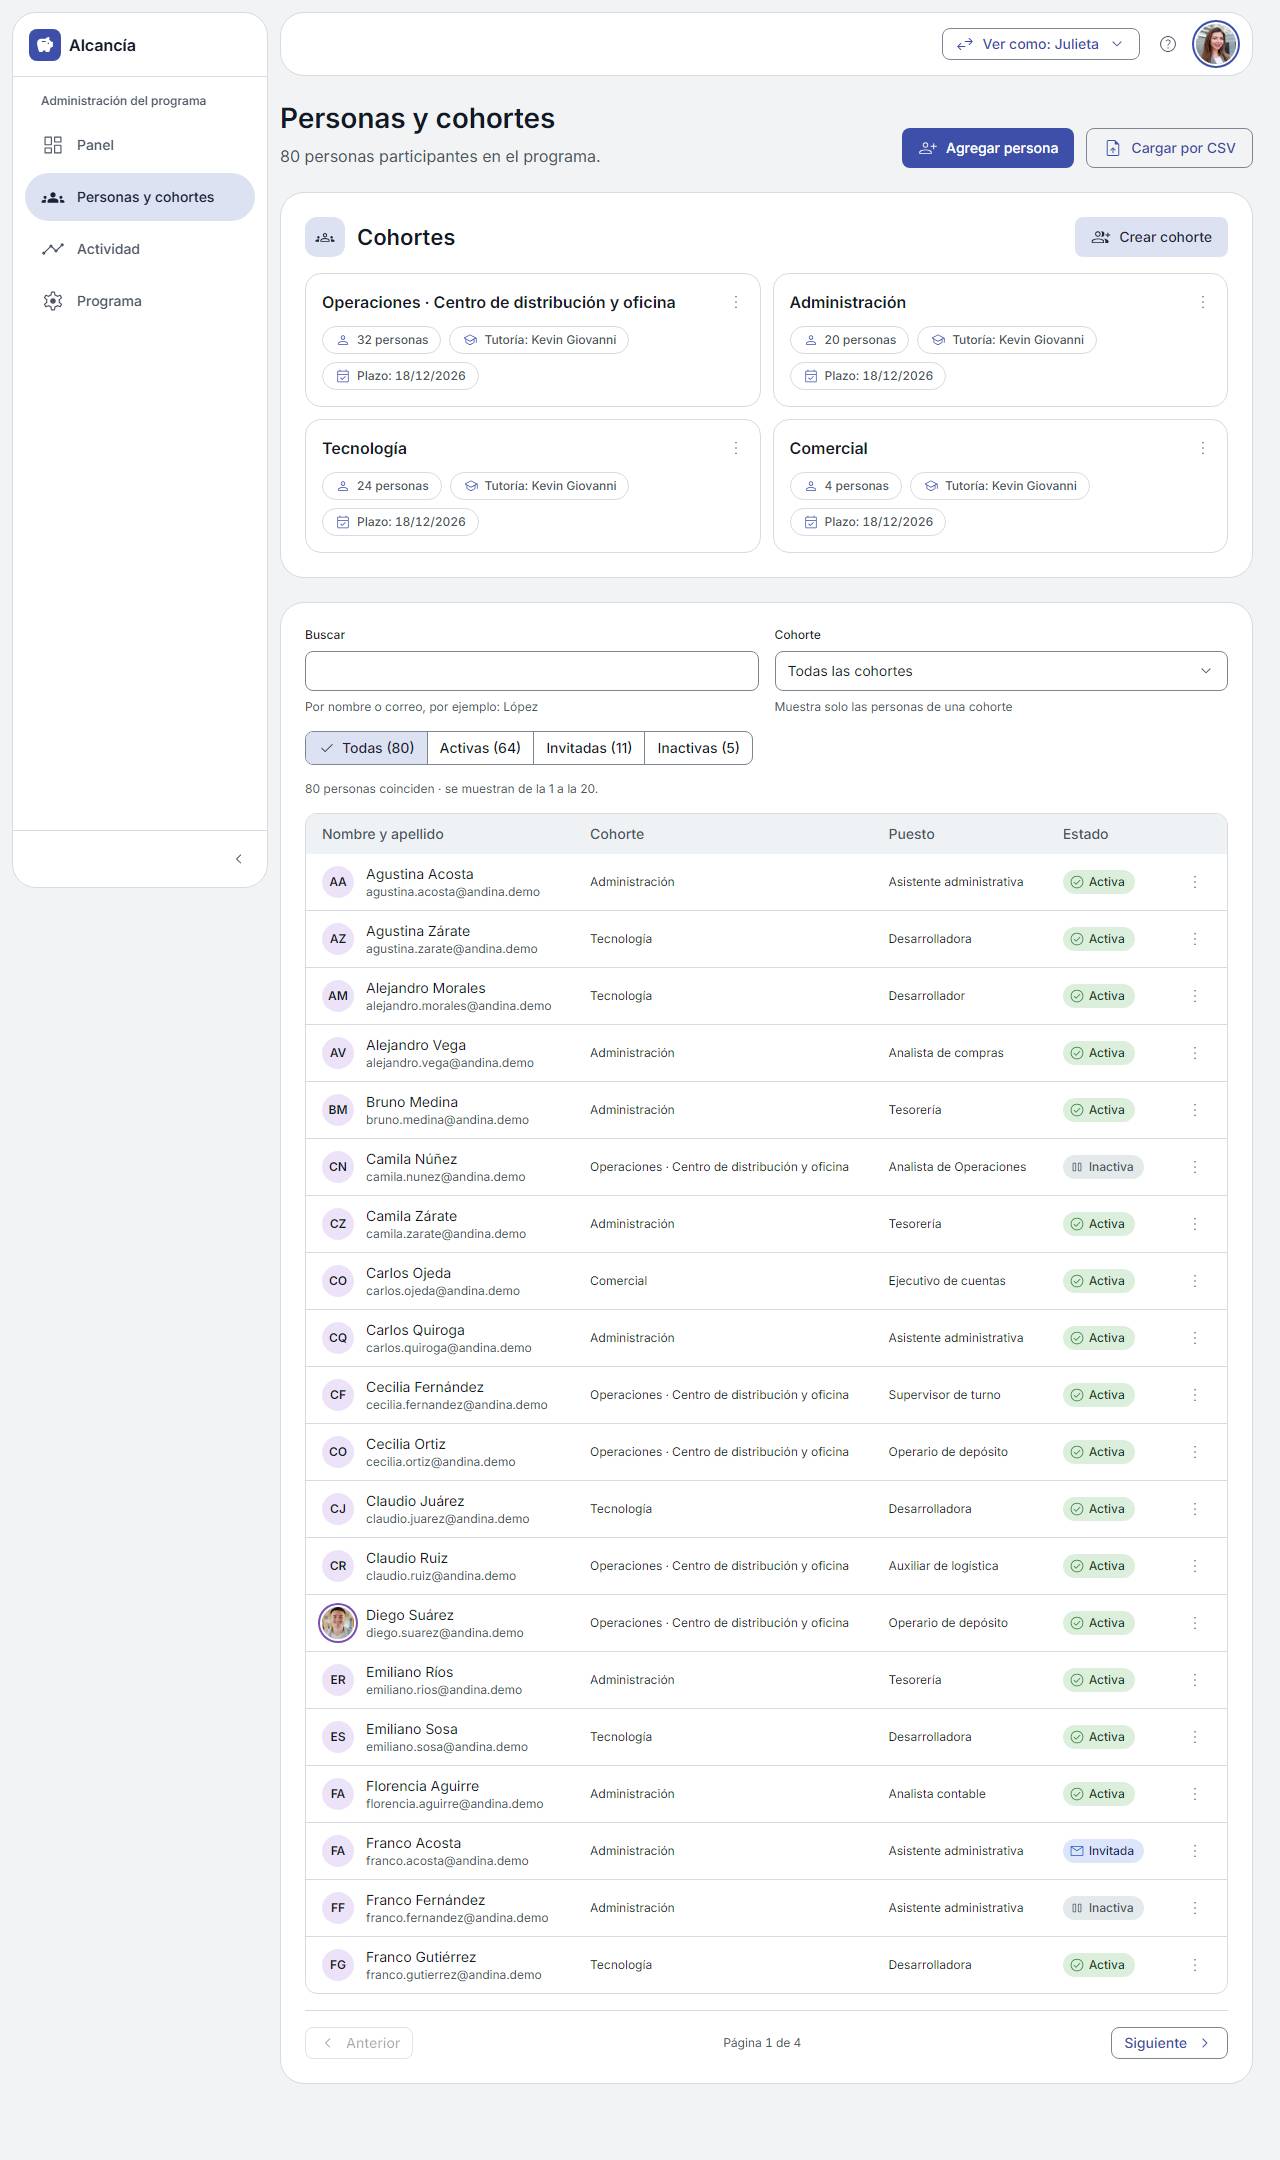 Alcancía
Ver como: Julieta
Administración del programa
Panel
Personas y cohortes
Actividad
Programa
Personas y cohortes
80 personas participantes en el programa.
Agregar persona
Cargar por CSV
Cohortes
Crear cohorte
Operaciones · Centro de distribución y oficina
32 personas
Tutoría: Kevin Giovanni
Plazo: 18/12/2026
Administración
20 personas
Tutoría: Kevin Giovanni
Plazo: 18/12/2026
Tecnología
24 personas
Tutoría: Kevin Giovanni
Plazo: 18/12/2026
Comercial
4 personas
Tutoría: Kevin Giovanni
Plazo: 18/12/2026
Buscar
Por nombre o correo, por ejemplo: López
Cohorte
Todas las cohortes
Muestra solo las personas de una cohorte
Todas (80)
Activas (64)
Invitadas (11)
Inactivas (5)
80 personas coinciden · se muestran de la 1 a la 20.
Nombre y apellido Cohorte Puesto Estado
AA Agustina Acosta
agustina.acosta@andina.demo
Administración Asistente administrativa Activa
AZ Agustina Zárate
agustina.zarate@andina.demo
Tecnología Desarrolladora Activa
AM Alejandro Morales
alejandro.morales@andina.demo
Tecnología Desarrollador Activa
AV Alejandro Vega
alejandro.vega@andina.demo
Administración Analista de compras Activa
BM Bruno Medina
bruno.medina@andina.demo
Administración Tesorería Activa
CN Camila Núñez
camila.nunez@andina.demo
Operaciones · Centro de distribución y oficina Analista de Operaciones Inactiva
CZ Camila Zárate
camila.zarate@andina.demo
Administración Tesorería Activa
CO Carlos Ojeda
carlos.ojeda@andina.demo
Comercial Ejecutivo de cuentas Activa
CQ Carlos Quiroga
carlos.quiroga@andina.demo
Administración Asistente administrativa Activa
CF Cecilia Fernández
cecilia.fernandez@andina.demo
Operaciones · Centro de distribución y oficina Supervisor de turno Activa
CO Cecilia Ortiz
cecilia.ortiz@andina.demo
Operaciones · Centro de distribución y oficina Operario de depósito Activa
CJ Claudio Juárez
claudio.juarez@andina.demo
Tecnología Desarrolladora Activa
CR Claudio Ruiz
claudio.ruiz@andina.demo
Operaciones · Centro de distribución y oficina Auxiliar de logística Activa
Diego Suárez
diego.suarez@andina.demo
Operaciones · Centro de distribución y oficina Operario de depósito Activa
ER Emiliano Ríos
emiliano.rios@andina.demo
Administración Tesorería Activa
ES Emiliano Sosa
emiliano.sosa@andina.demo
Tecnología Desarrolladora Activa
FA Florencia Aguirre
florencia.aguirre@andina.demo
Administración Analista contable Activa
FA Franco Acosta
franco.acosta@andina.demo
Administración Asistente administrativa Invitada
FF Franco Fernández
franco.fernandez@andina.demo
Administración Asistente administrativa Inactiva
FG Franco Gutiérrez
franco.gutierrez@andina.demo
Tecnología Desarrolladora Activa
Anterior
Página 1 de 4
Siguiente